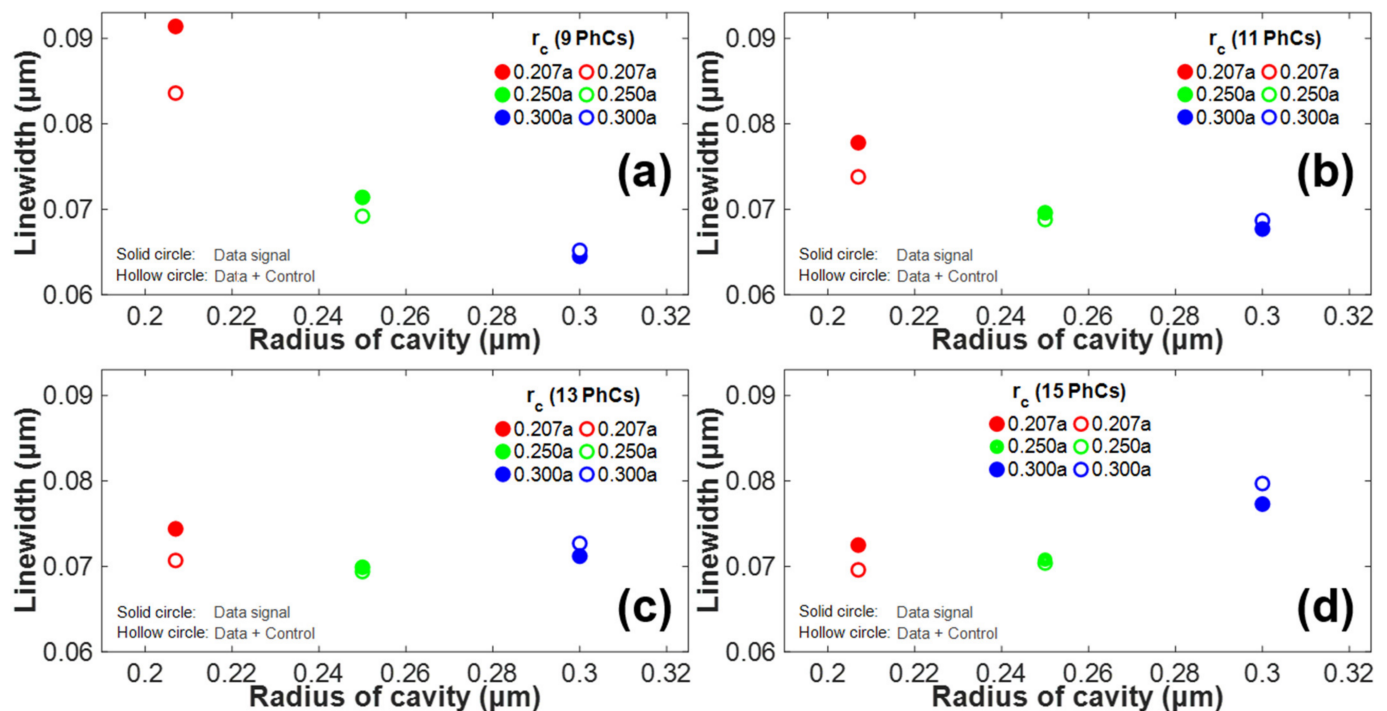 0.09
0.08
0.07
0.06
Linewidth (µm)
r_c (9 PhCs)
0.207a 0.207a
0.250a 0.250a
0.300a 0.300a
(a)
Solid circle: Data signal
Hollow circle: Data + Control
0.2 0.22 0.24 0.26 0.28 0.3 0.32
Radius of cavity (µm)
0.09
0.08
0.07
0.06
Linewidth (µm)
r_c (11 PhCs)
0.207a 0.207a
0.250a 0.250a
0.300a 0.300a
(b)
Solid circle: Data signal
Hollow circle: Data + Control
0.2 0.22 0.24 0.26 0.28 0.3 0.32
Radius of cavity (µm)
0.09
0.08
0.07
0.06
Linewidth (µm)
r_c (13 PhCs)
0.207a 0.207a
0.250a 0.250a
0.300a 0.300a
(c)
Solid circle: Data signal
Hollow circle: Data + Control
0.2 0.22 0.24 0.26 0.28 0.3 0.32
Radius of cavity (µm)
0.09
0.08
0.07
0.06
Linewidth (µm)
r_c (15 PhCs)
0.207a 0.207a
0.250a 0.250a
0.300a 0.300a
(d)
Solid circle: Data signal
Hollow circle: Data + Control
0.2 0.22 0.24 0.26 0.28 0.3 0.32
Radius of cavity (µm)